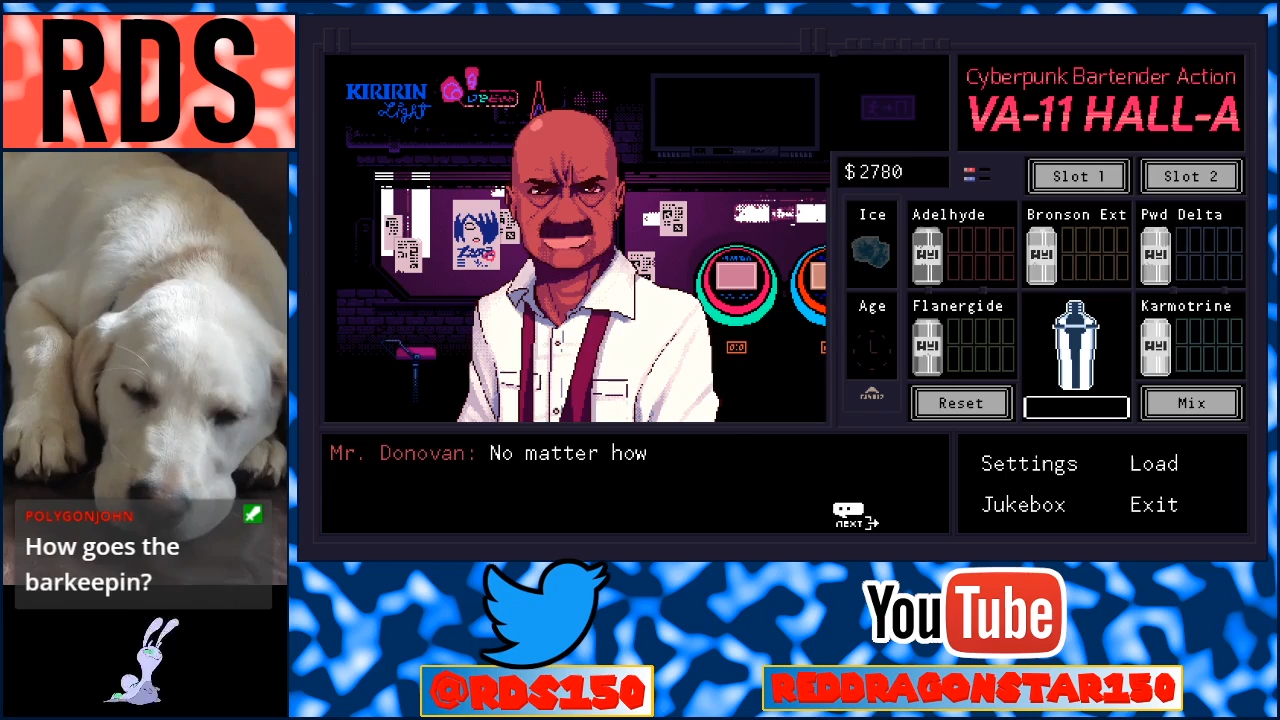 RDS
POLYGONJOHN
How goes the
barkeepin?
KIRIRIN
Light
Cyberpunk Bartender Action
VA-11 HALL-A
$2780
Slot 1
Slot 2
Ice
Adelhyde
Bronson Ext
Pwd Delta
Age
Flanergide
Karmotrine
Reset
Mix
Mr. Donovan: No matter how
NEXT
Settings
Load
Jukebox
Exit
YouTube
@RDS150
REDDRAGONSTAR150